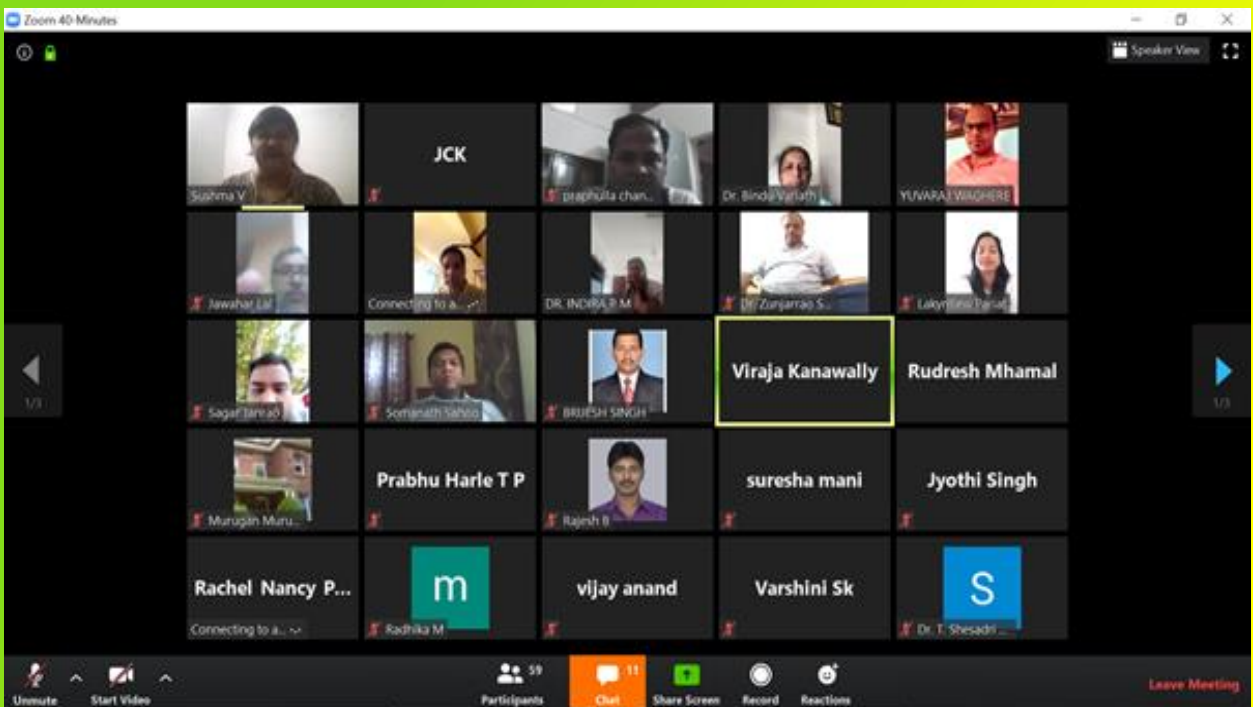 Zoom 40-Minutes
Speaker View
Sushma V
JCK
praphulla chan...
Dr. Bindu Variath
YUVARAJ WAGHERE
Jawahar Lal
Connecting to a...
DR. INDIRA P M
Dr. Zunjarrao S...
Sagar Jamrao
Somanath Sahoo
BRIJESH SINGH
Viraja Kanawally
Rudresh Mhamal
1/3
1/3
Murugan Muru...
Prabhu Harle T P
Rajesh B
suresha mani
Jyothi Singh
Rachel Nancy P...
Connecting to a...
m
Radhika M
vijay anand
Varshini Sk
S
Dr. T. Shesadri ...
Unmute
Start Video
59
Participants
11
Chat
Share Screen
Record
Reactions
Leave Meeting